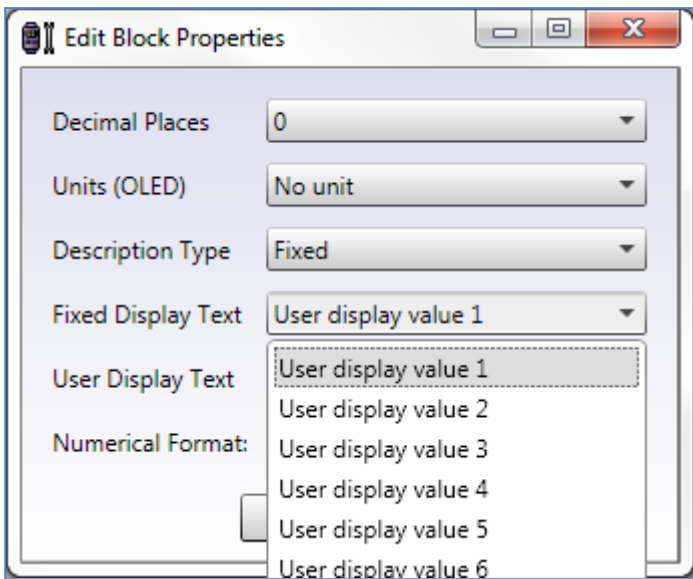 Edit Block Properties
Decimal Places 0
Units (OLED) No unit
Description Type Fixed
Fixed Display Text User display value 1
User Display Text User display value 1
User display value 2
Numerical Format: User display value 3
User display value 4
User display value 5
User display value 6